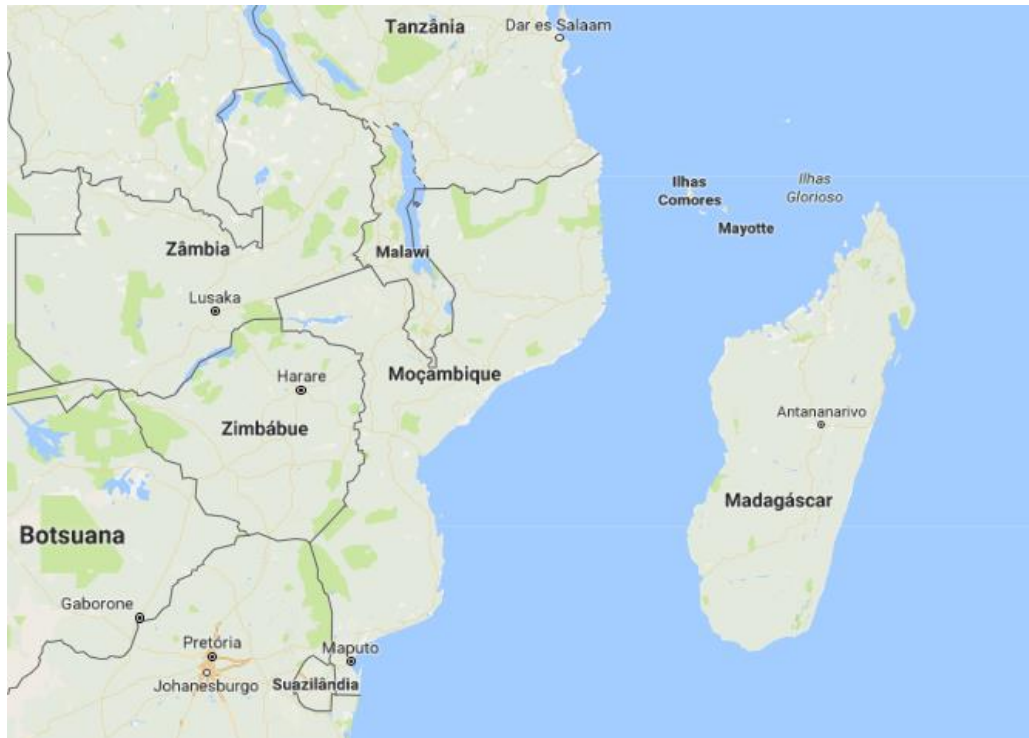 Tanzânia
Dar es Salaam
Ilhas
Comores
Ilhas
Glorioso
Mayotte
Zâmbia
Malawi
Lusaka
Moçambique
Harare
Zimbábue
Antananarivo
Madagáscar
Botsuana
Gaborone
Pretória
Maputo
Johanesburgo
Suazilândia